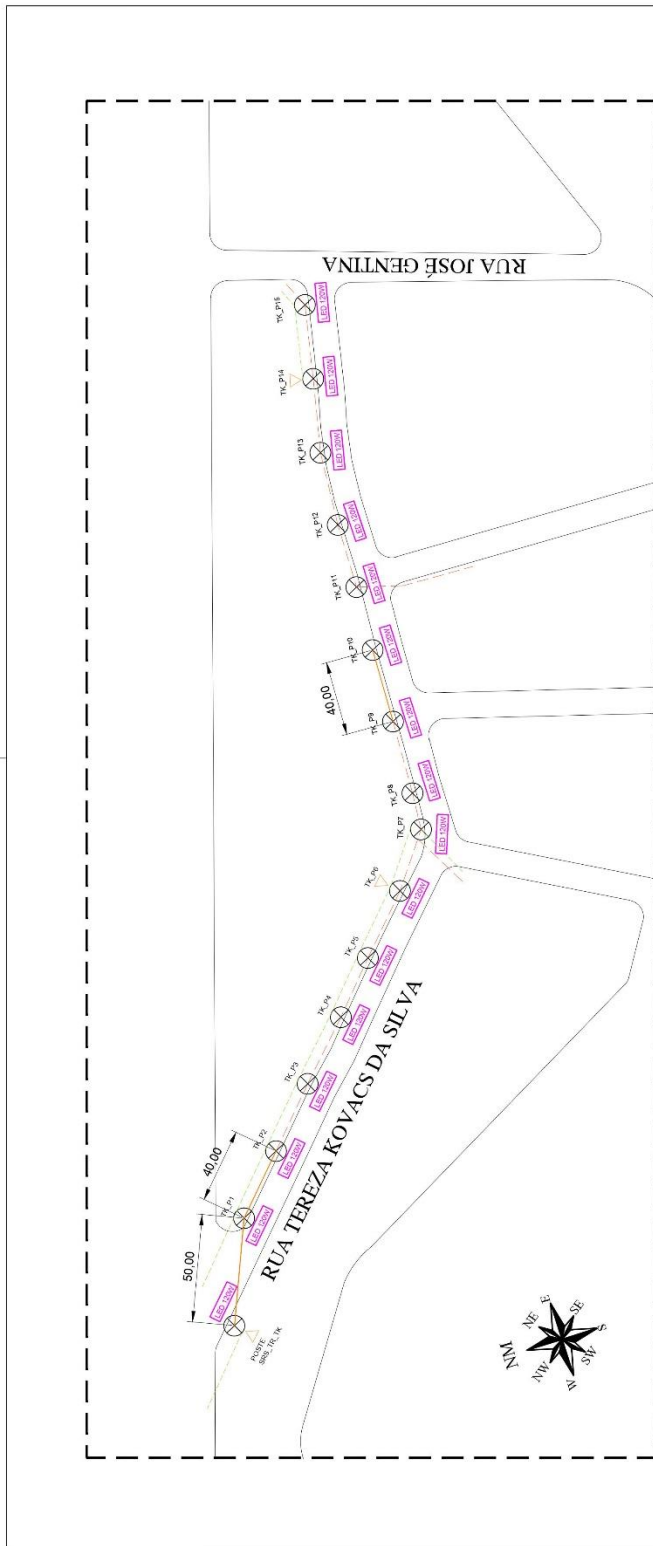 RUA JOSÉ GENTINA
TK_P15
LED 120W
TK_P14
LED 120W
TK_P13
LED 120W
TK_P12
LED 120W
TK_P11
LED 120W
TK_P10
LED 120W
40,00
TK_P9
LED 120W
TK_P8
LED 120W
TK_P7
LED 120W
TK_P6
LED 120W
TK_P5
LED 120W
TK_P4
LED 120W
TK_P3
LED 120W
TK_P2
LED 120W
40,00
TK_P1
LED 120W
50,00
LED 120W
POSTE
SRS_TR_TK
RUA TEREZA KOVACS DA SILVA
NM
NE
E
SE
S
SW
W
NW